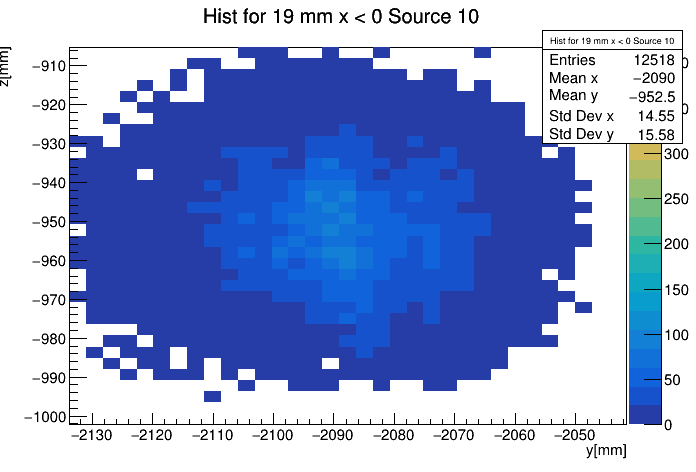 Hist for 19 mm x < 0 Source 10
Hist for 19 mm x < 0 Source 10
Entries 12518
Mean x −2090
Mean y −952.5
Std Dev x 14.55
Std Dev y 15.58
z[mm]
−910
−920
−930
−940
−950
−960
−970
−980
−990
−1000
−2130 −2120 −2110 −2100 −2090 −2080 −2070 −2060 −2050
y[mm]
300
250
200
150
100
50
0